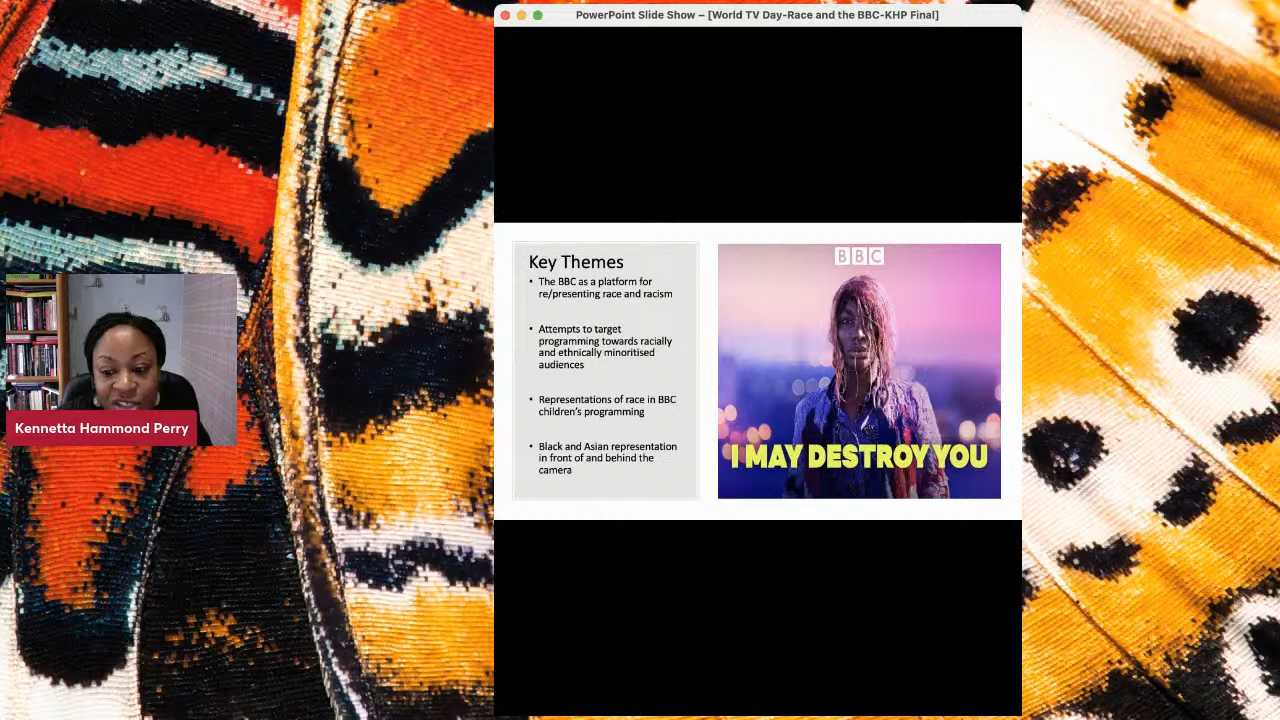 PowerPoint Slide Show – [World TV Day-Race and the BBC-KHP Final]
Kennetta Hammond Perry
Key Themes
• The BBC as a platform for
re/presenting race and racism
• Attempts to target
programming towards racially
and ethnically minoritised
audiences
• Representations of race in BBC
children's programming
• Black and Asian representation
in front of and behind the
camera
BBC
I MAY DESTROY YOU